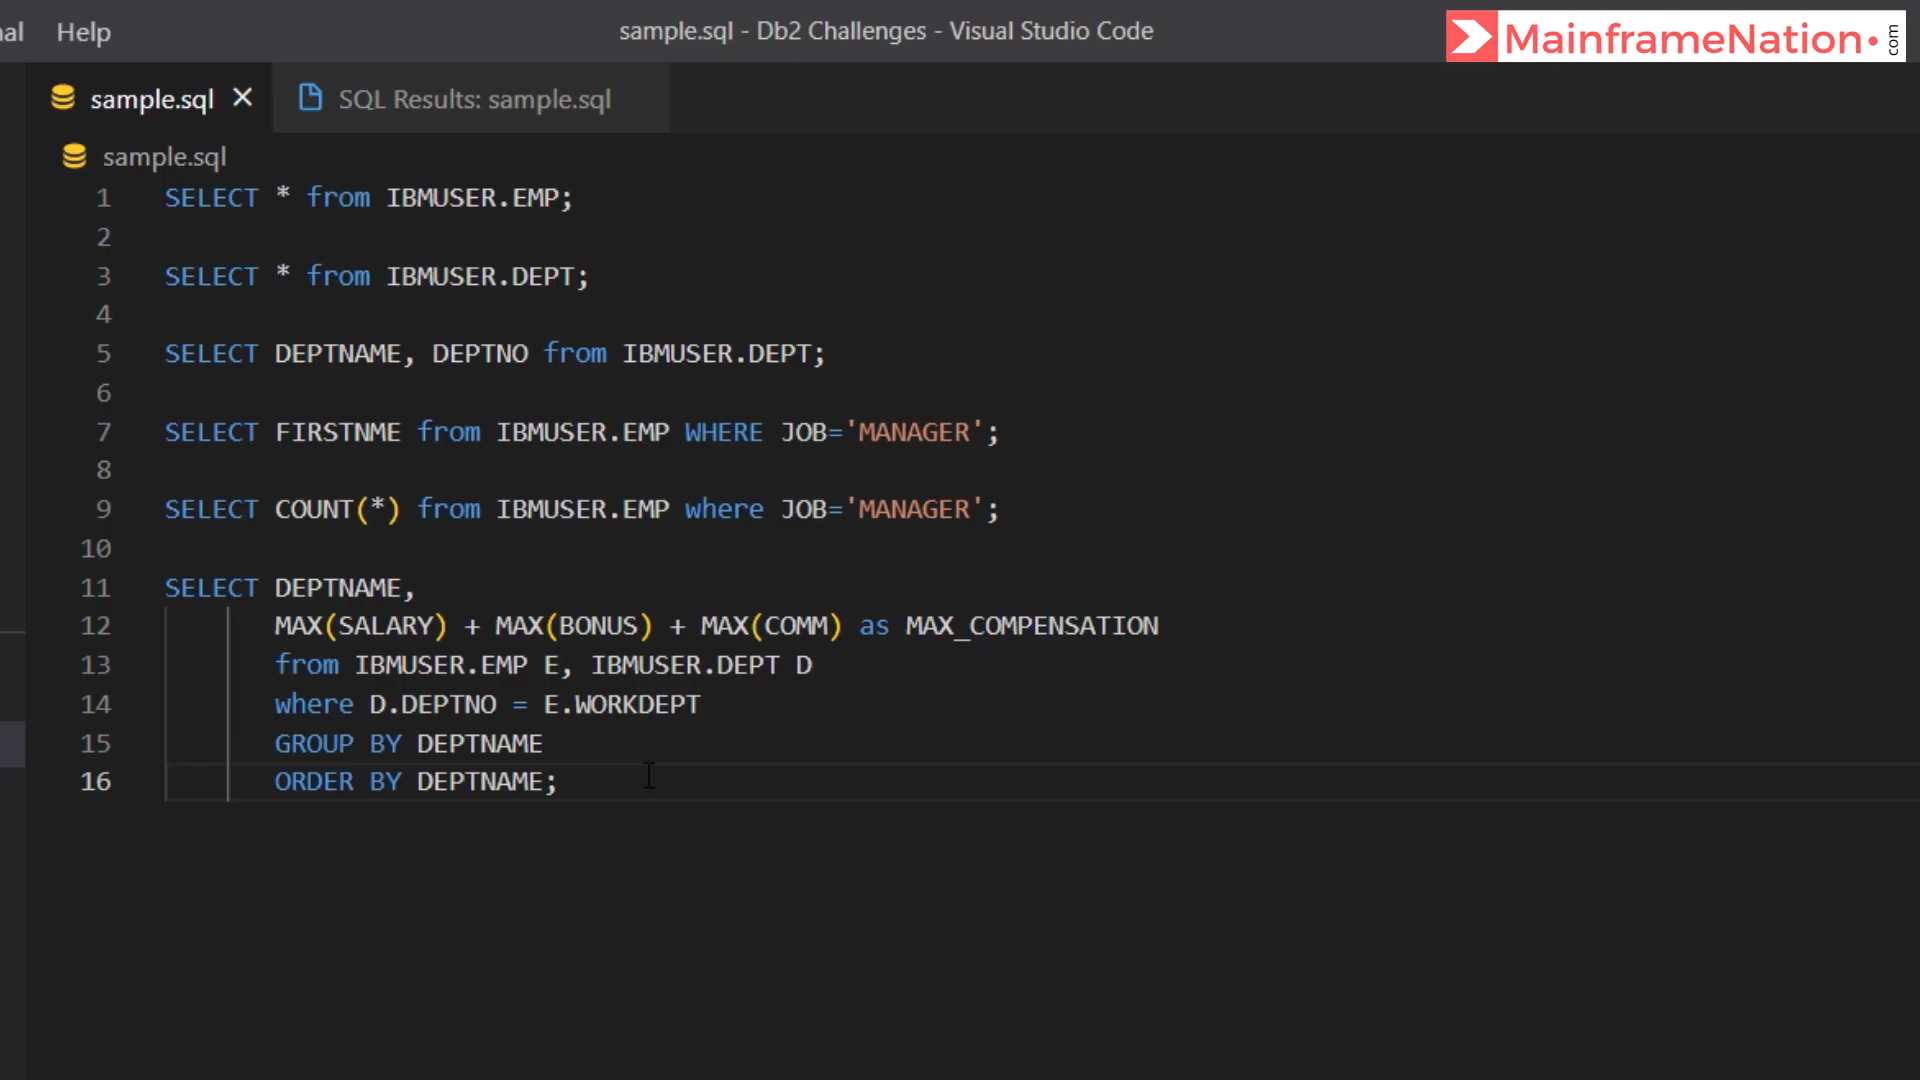 al Help sample.sql - Db2 Challenges - Visual Studio Code MainframeNation.com
sample.sql SQL Results: sample.sql
sample.sql
1 SELECT * from IBMUSER.EMP;
2
3 SELECT * from IBMUSER.DEPT;
4
5 SELECT DEPTNAME, DEPTNO from IBMUSER.DEPT;
6
7 SELECT FIRSTNME from IBMUSER.EMP WHERE JOB='MANAGER';
8
9 SELECT COUNT(*) from IBMUSER.EMP where JOB='MANAGER';
10
11 SELECT DEPTNAME,
12 MAX(SALARY) + MAX(BONUS) + MAX(COMM) as MAX_COMPENSATION
13 from IBMUSER.EMP E, IBMUSER.DEPT D
14 where D.DEPTNO = E.WORKDEPT
15 GROUP BY DEPTNAME
16 ORDER BY DEPTNAME;